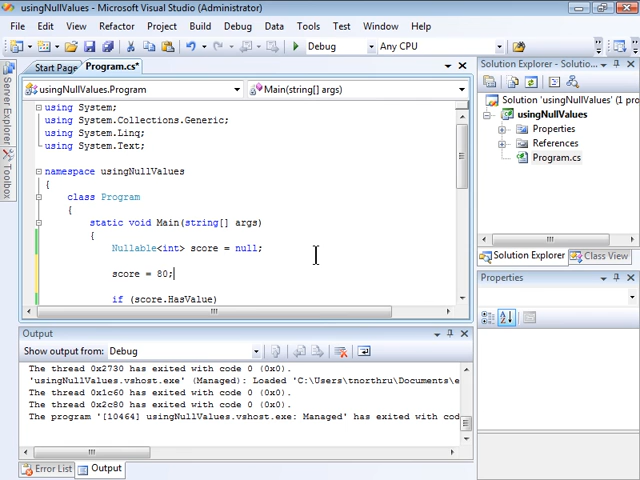 usingNullValues - Microsoft Visual Studio (Administrator)
File Edit View Refactor Project Build Debug Data Tools Test Window Help
Debug Any CPU
Server Explorer
Toolbox
Start Page Program.cs*
usingNullValues.Program Main(string[] args)
using System;
using System.Collections.Generic;
using System.Linq;
using System.Text;
namespace usingNullValues
{
class Program
{
static void Main(string[] args)
{
Nullable<int> score = null;
score = 80;
if (score.HasValue)
Solution Explorer - Solutio...
Solution 'usingNullValues' (1 pro
usingNullValues
Properties
References
Program.cs
Solution Explorer Class View
Properties
Output
Show output from: Debug
The thread 0x2730 has exited with code 0 (0x0).
'usingNullValues.vshost.exe' (Managed): Loaded 'C:\Users\tnorthru\Documents\e
The thread 0x1c60 has exited with code 0 (0x0).
The thread 0x2c80 has exited with code 0 (0x0).
The program '[10464] usingNullValues.vshost.exe: Managed' has exited with cod
Error List Output